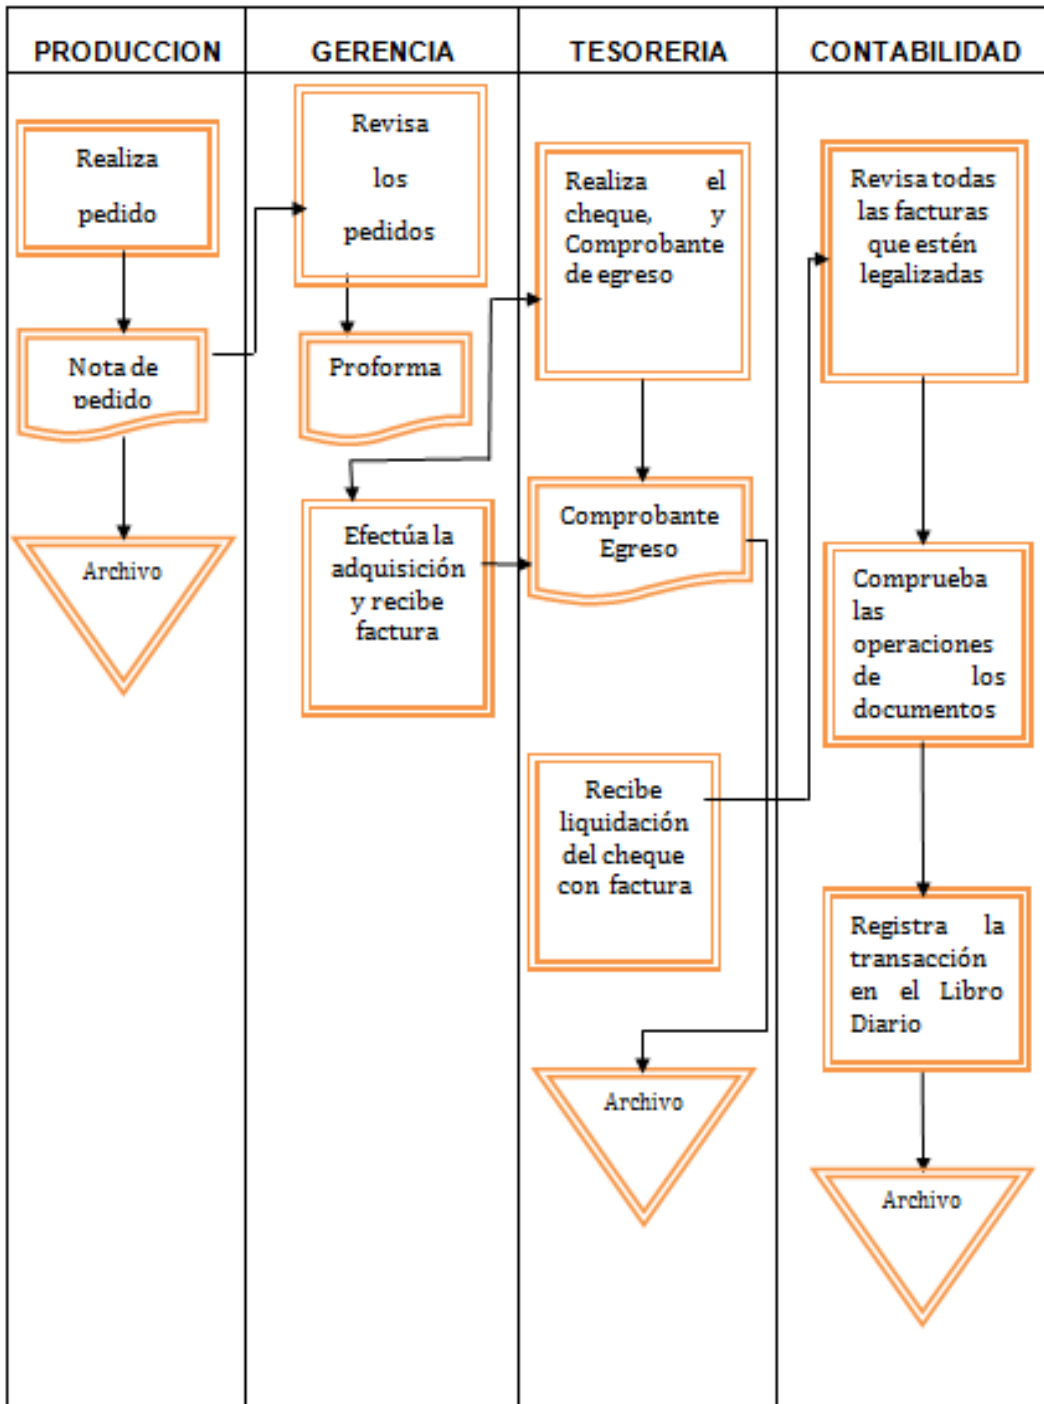 PRODUCCION
GERENCIA
TESORERIA
CONTABILIDAD
Realiza
pedido
Nota de
pedido
Archivo
Revisa
los
pedidos
Proforma
Efectúa la
adquisición
y recibe
factura
Realiza el
cheque, y
Comprobante
de egreso
Comprobante
Egreso
Recibe
liquidación
del cheque
con factura
Archivo
Revisa todas
las facturas
que estén
legalizadas
Comprueba
las
operaciones
de los
documentos
Registra la
transacción
en el Libro
Diario
Archivo